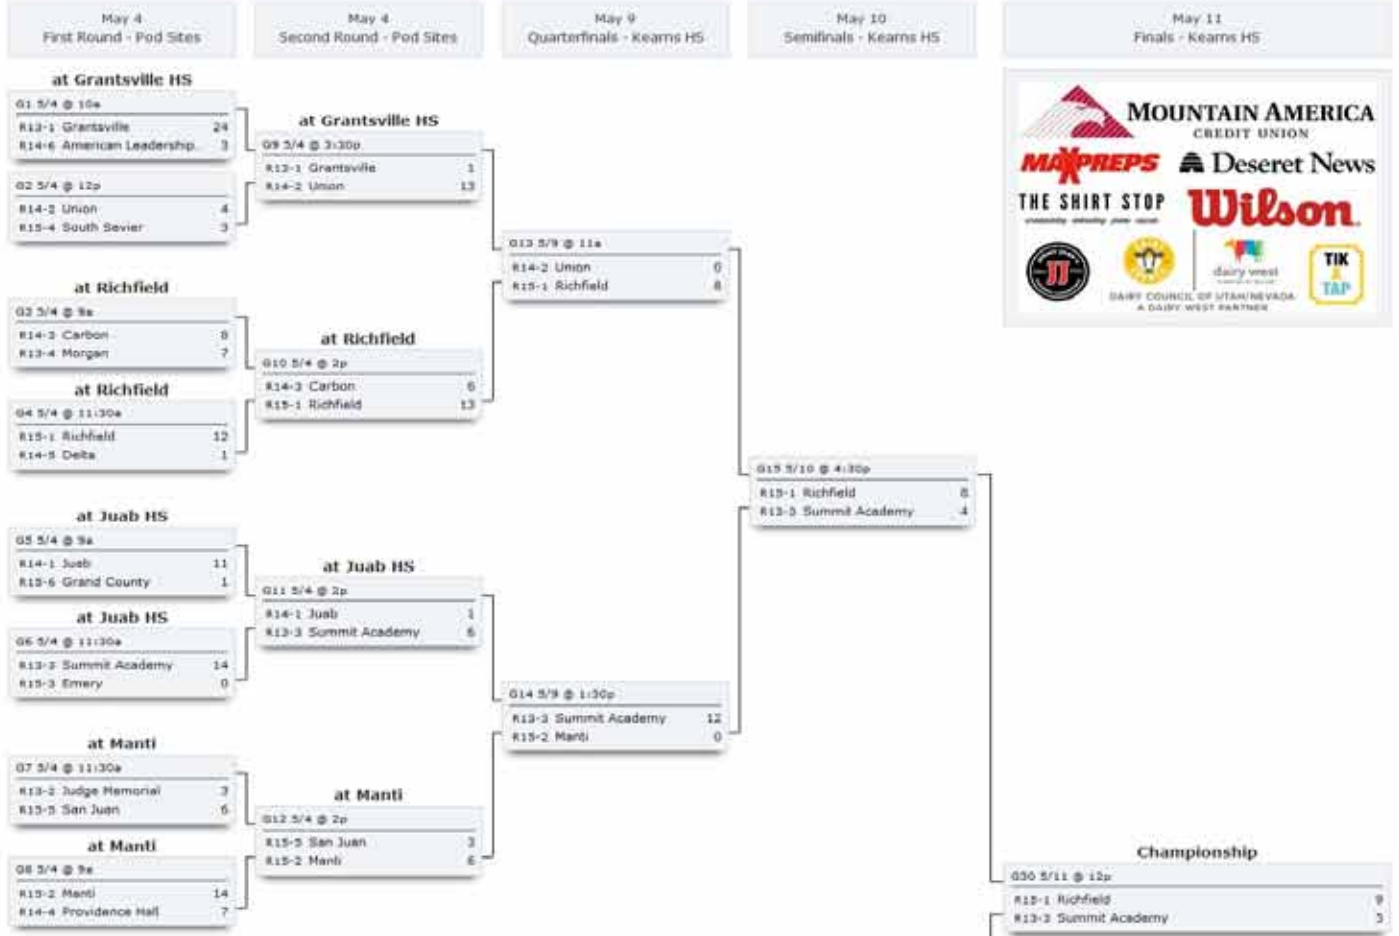 May 4
First Round - Pod Sites
May 4
Second Round - Pod Sites
May 9
Quarterfinals - Kearns HS
May 10
Semifinals - Kearns HS
May 11
Finals - Kearns HS
at Grantsville HS
G1 5/4 @ 10a
R13-1 Grantsville 24
R14-6 American Leadership 3
G2 5/4 @ 12p
R14-2 Union 4
R15-4 South Sevier 3
at Richfield
G3 5/4 @ 9a
R14-3 Carbon 8
R13-4 Morgan 7
at Richfield
G4 5/4 @ 11:30a
R15-1 Richfield 12
R14-5 Delta 1
at Juab HS
G5 5/4 @ 9a
R14-1 Juab 11
R15-6 Grand County 1
at Juab HS
G6 5/4 @ 11:30a
R13-3 Summit Academy 14
R15-3 Emery 0
at Manti
G7 5/4 @ 11:30a
R13-2 Judge Memorial 3
R15-5 San Juan 6
at Manti
G8 5/4 @ 9a
R15-2 Manti 14
R14-4 Providence Hall 7
at Grantsville HS
G9 5/4 @ 3:30p
R13-1 Grantsville 1
R14-2 Union 13
at Richfield
G10 5/4 @ 2p
R14-3 Carbon 6
R15-1 Richfield 13
at Juab HS
G11 5/4 @ 2p
R14-1 Juab 1
R13-3 Summit Academy 6
at Manti
G12 5/4 @ 2p
R15-5 San Juan 3
R15-2 Manti 6
G13 5/9 @ 11a
R14-2 Union 0
R15-1 Richfield 8
G14 5/9 @ 1:30p
R13-3 Summit Academy 12
R15-2 Manti 0
G15 5/10 @ 4:30p
R15-1 Richfield 8
R13-3 Summit Academy 4
MOUNTAIN AMERICA
CREDIT UNION
MAXPREPS
Deseret News
THE SHIRT STOP
Wilson
JJ
dairy west
TIK
&
TAP
DAIRY COUNCIL OF UTAH/NEVADA
A DAIRY WEST PARTNER
Championship
G30 5/11 @ 12p
R15-1 Richfield 9
R13-3 Summit Academy 3